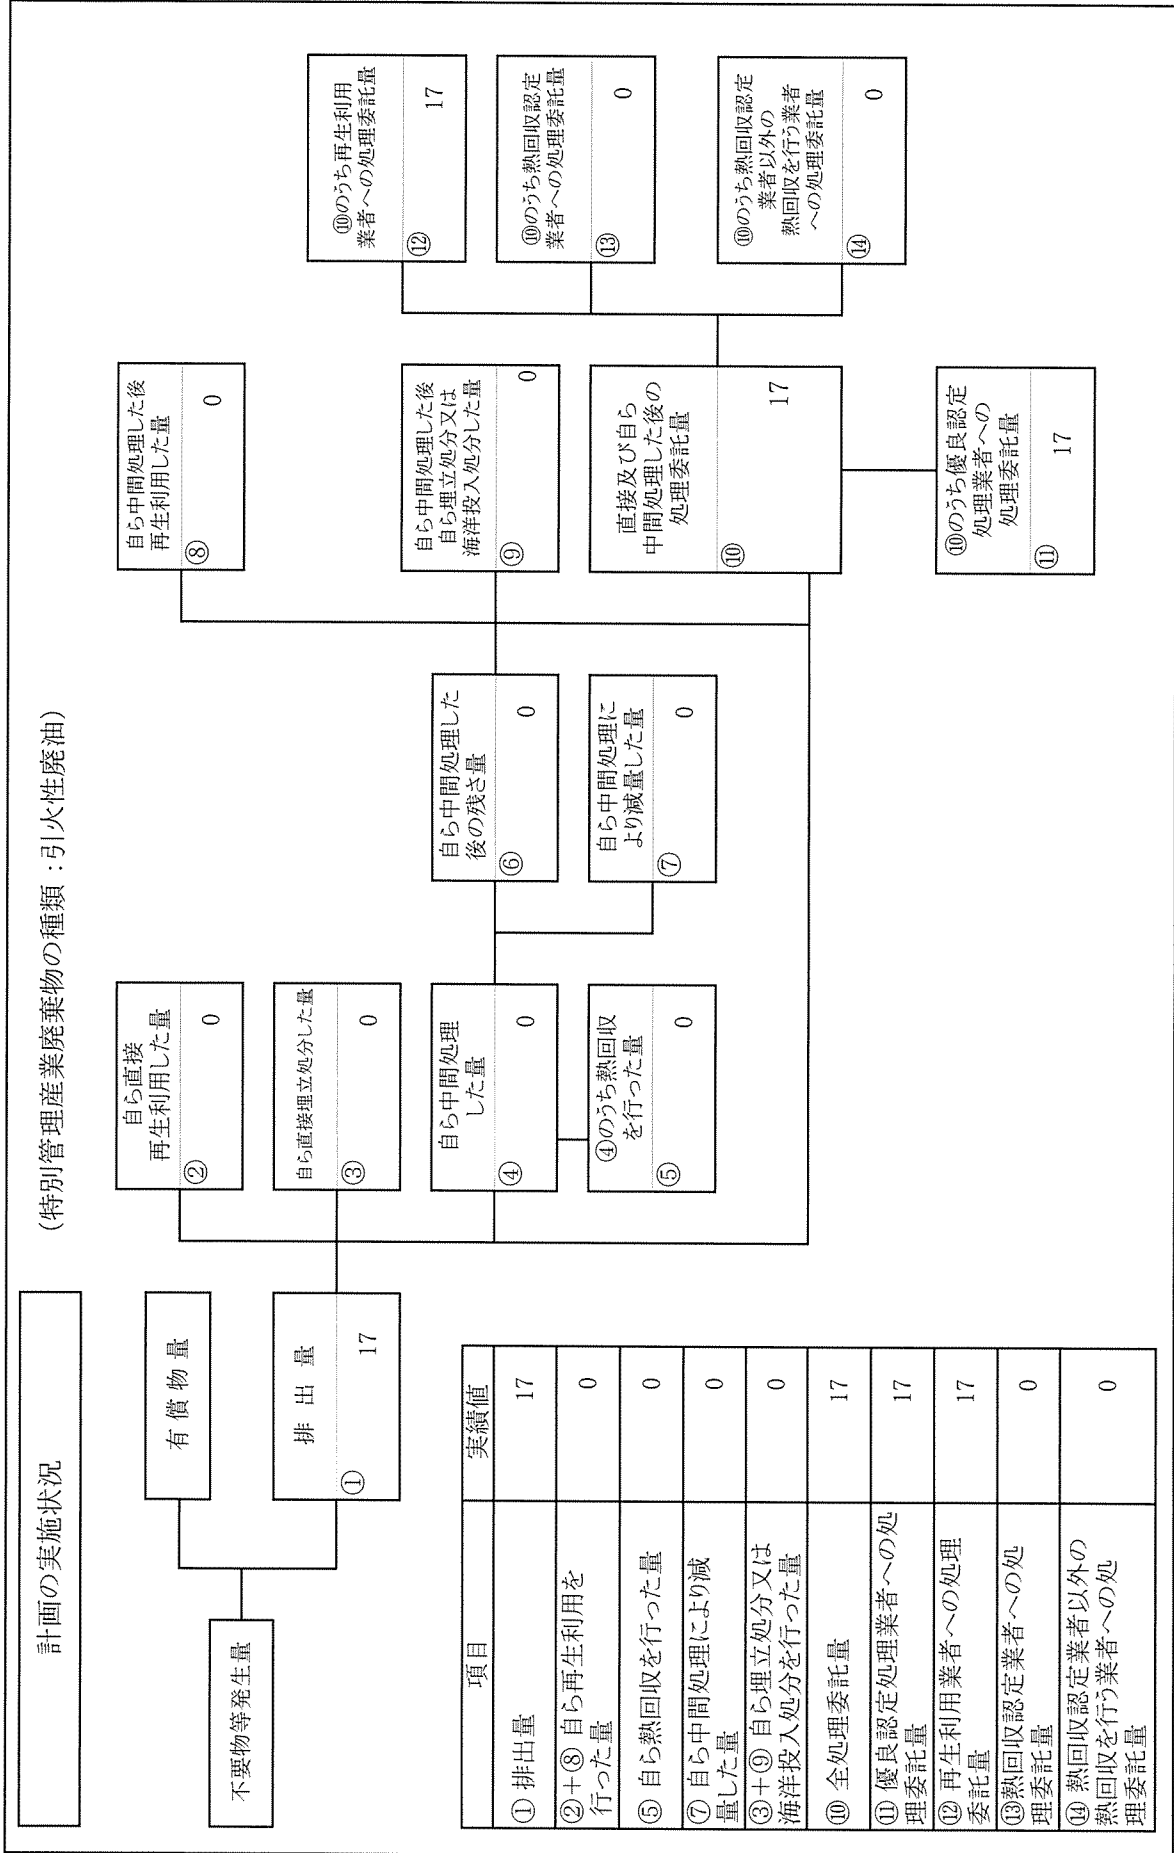 計画の実施状況
(特別管理産業廃棄物の種類：引火性廃油)
不要物等発生量
有償物量
排出量
①
17
自ら直接
再生利用した量
②
0
自ら直接埋立処分した量
③
0
自ら中間処理
した量
④
0
④のうち熱回収
を行った量
⑤
0
自ら中間処理した
後の残さ量
⑥
0
自ら中間処理に
より減量した量
⑦
0
自ら中間処理した後
再生利用した量
⑧
0
自ら中間処理した後
自ら埋立処分又は
海洋投入処分した量
⑨
0
直接及び自ら
中間処理した後の
処理委託量
⑩
17
⑩のうち優良認定
処理業者への
処理委託量
⑪
17
⑩のうち再生利用
業者への処理委託量
⑫
17
⑩のうち熱回収認定
業者への処理委託量
⑬
0
⑩のうち熱回収認定
業者以外の
熱回収を行う業者
への処理委託量
⑭
0
項目 実績値
① 排出量 17
②＋⑧ 自ら再生利用を
行った量 0
⑤ 自ら熱回収を行った量 0
⑦ 自ら中間処理により減
量した量 0
③＋⑨ 自ら埋立処分又は
海洋投入処分を行った量 0
⑩ 全処理委託量 17
⑪ 優良認定処理業者への処
理委託量 17
⑫ 再生利用業者への処理
委託量 17
⑬熱回収認定業者への処
理委託量 0
⑭ 熱回収認定業者以外の
熱回収を行う業者への処
理委託量 0